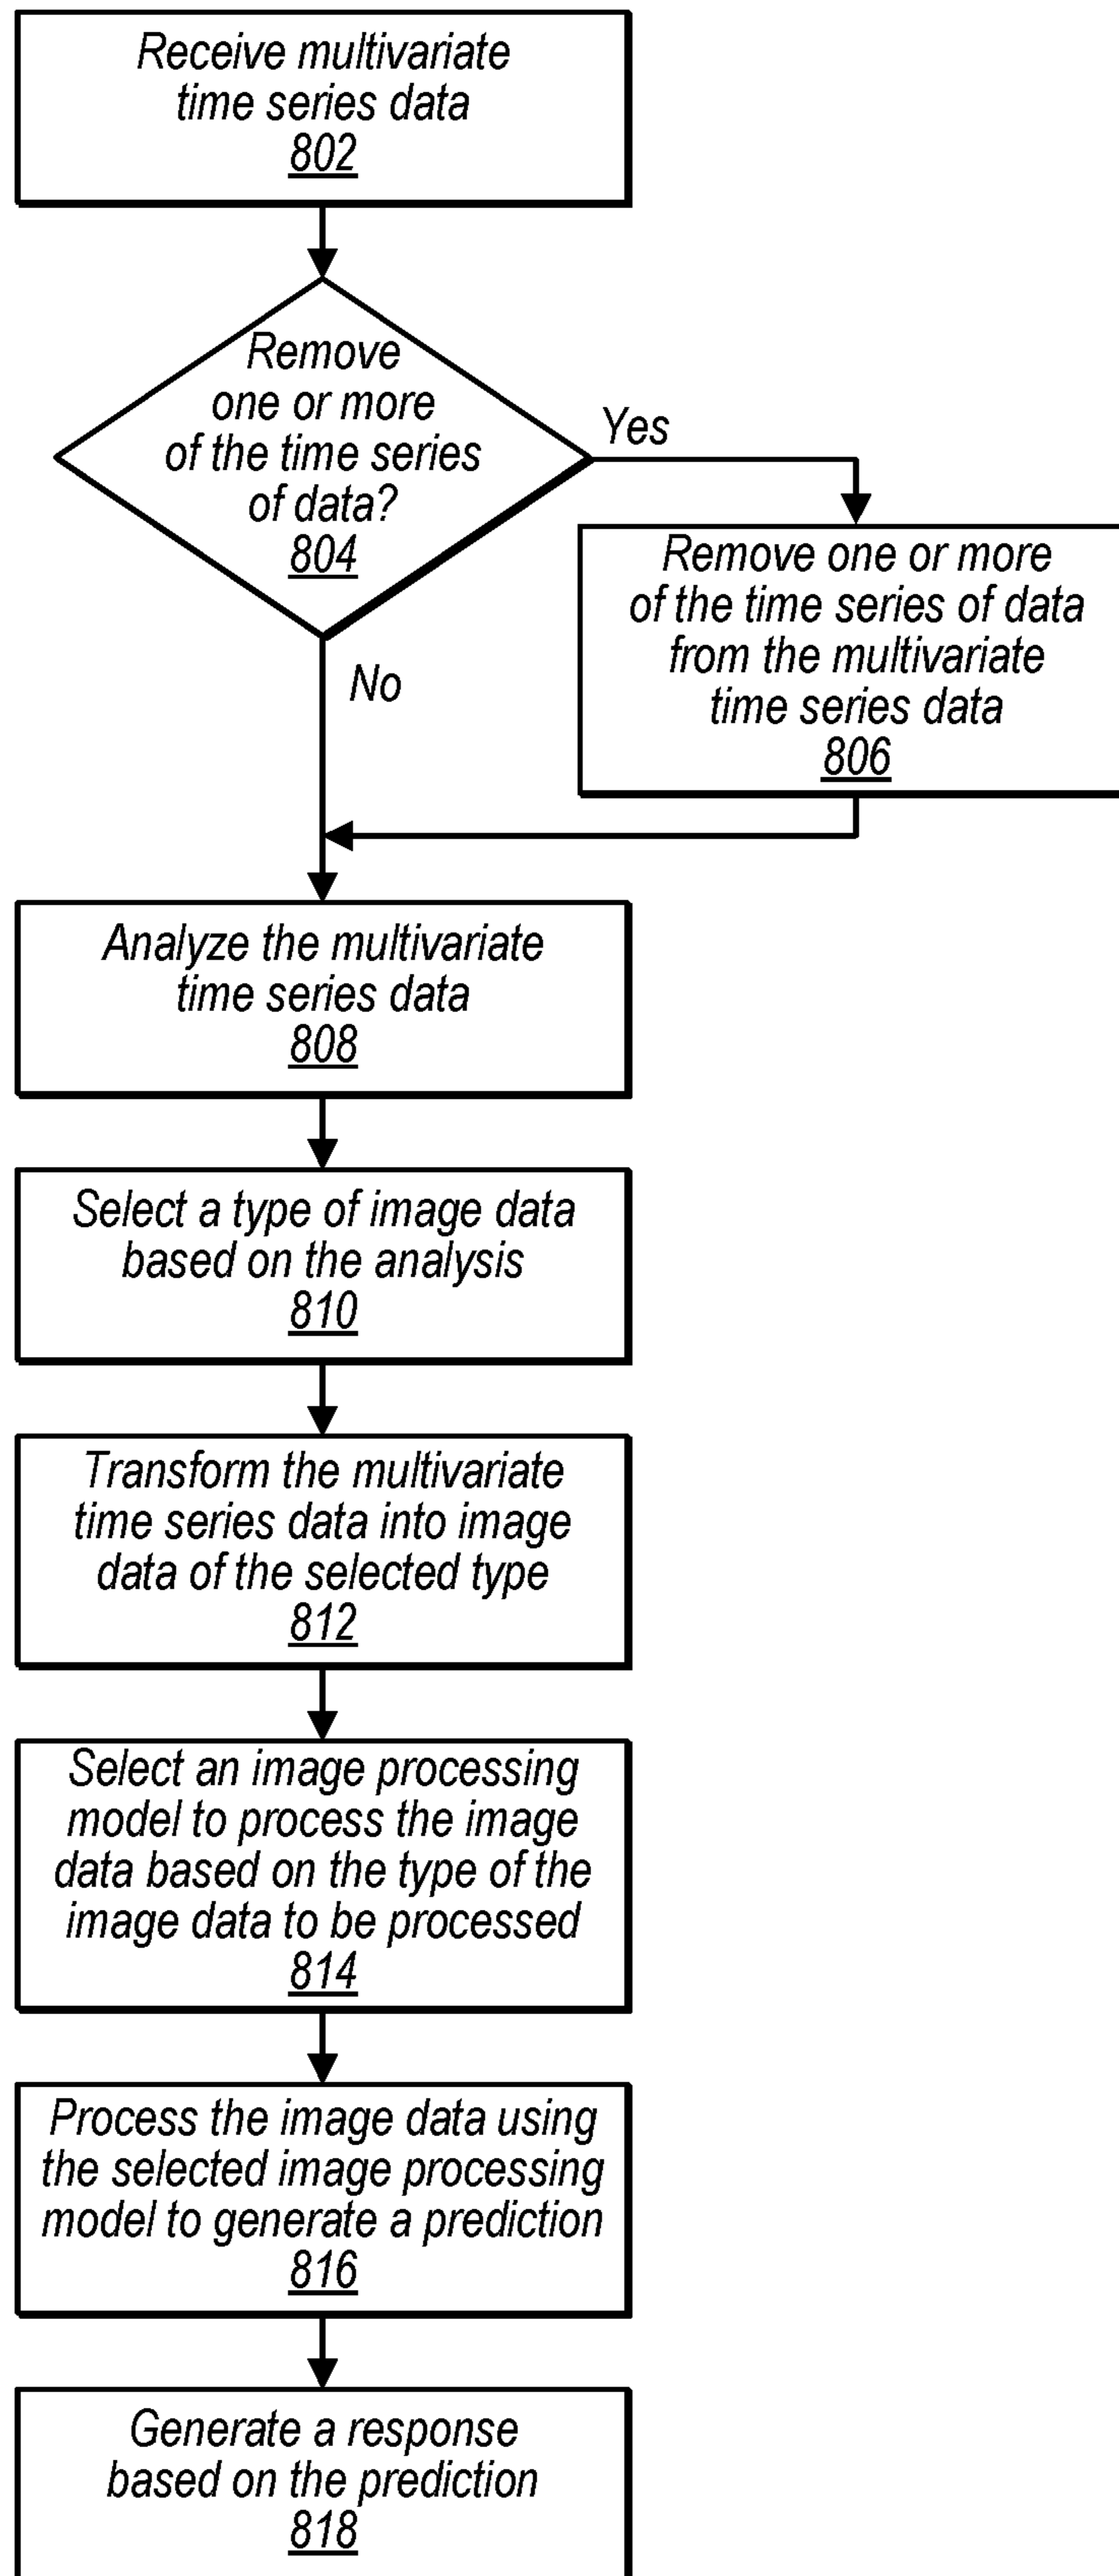 Receive multivariate
time series data
802
Remove
one or more
of the time series
of data?
804
Yes
Remove one or more
of the time series of data
from the multivariate
time series data
806
No
Analyze the multivariate
time series data
808
Select a type of image data
based on the analysis
810
Transform the multivariate
time series data into image
data of the selected type
812
Select an image processing
model to process the image
data based on the type of the
image data to be processed
814
Process the image data using
the selected image processing
model to generate a prediction
816
Generate a response
based on the prediction
818